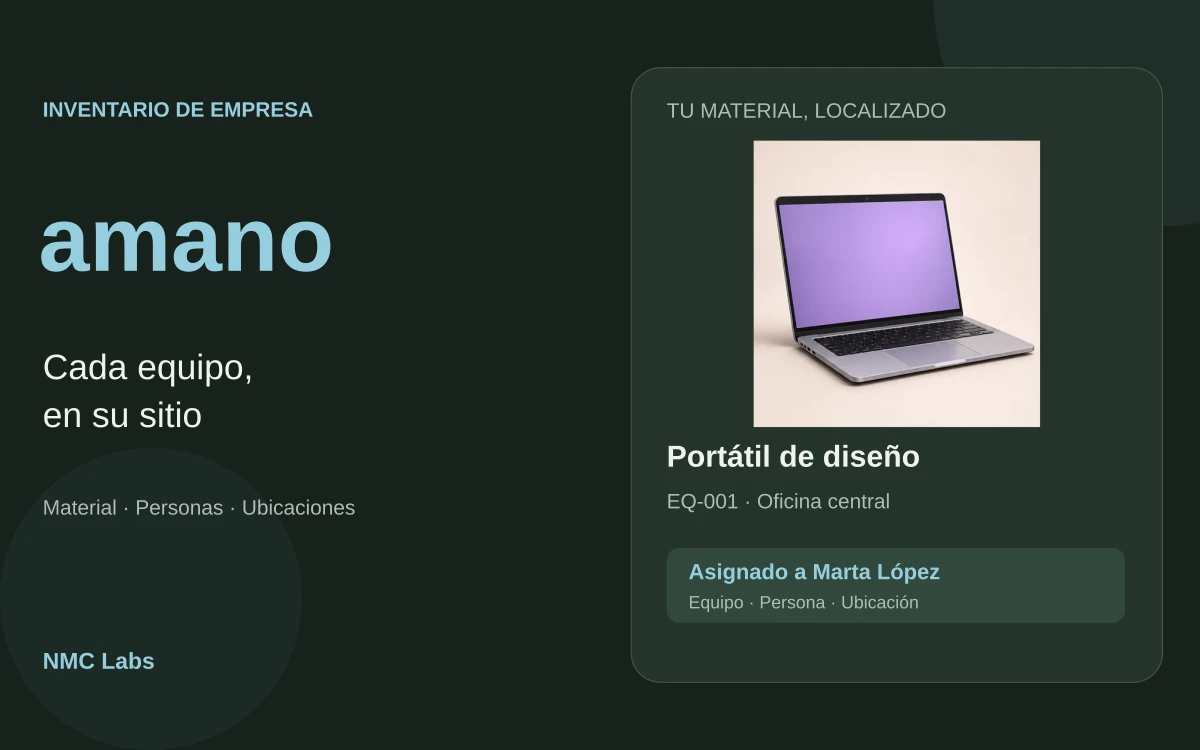 INVENTARIO DE EMPRESA
amano
Cada equipo,
en su sitio
Material · Personas · Ubicaciones
NMC Labs
TU MATERIAL, LOCALIZADO
Portátil de diseño
EQ-001 · Oficina central
Asignado a Marta López
Equipo · Persona · Ubicación